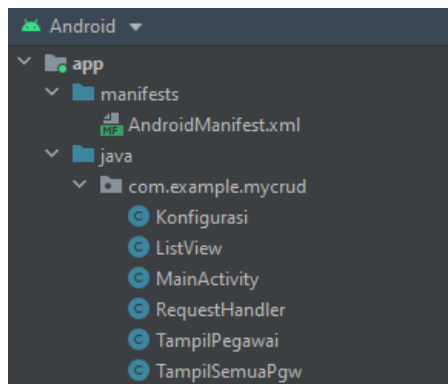 Android
app
manifests
AndroidManifest.xml
java
com.example.mycrud
Konfigurasi
ListView
MainActivity
RequestHandler
TampilPegawai
TampilSemuaPgw